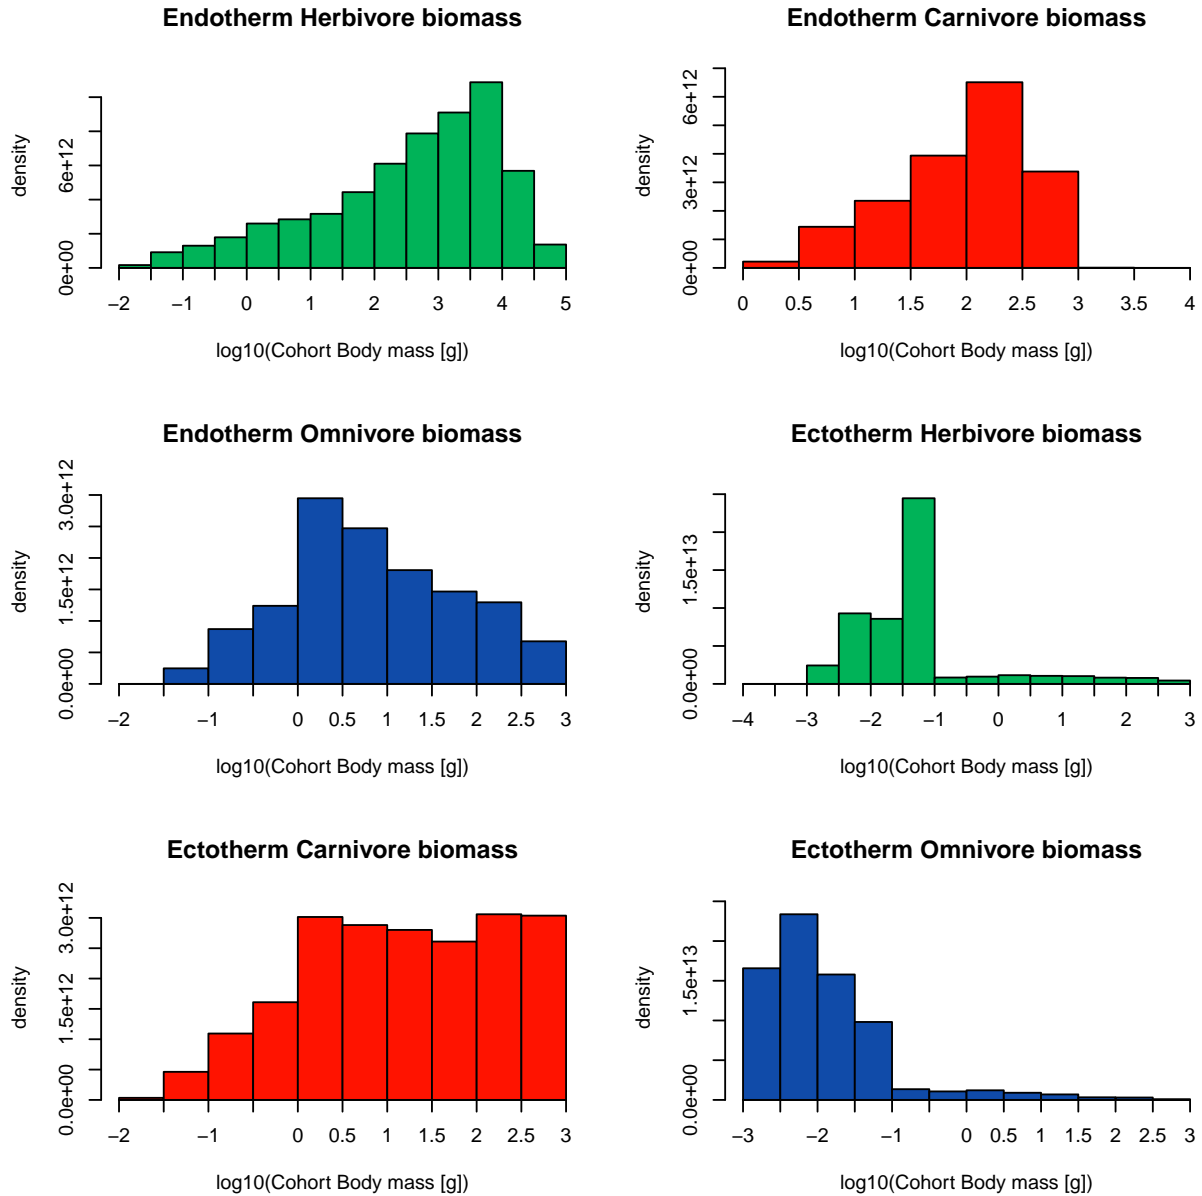 Endotherm Herbivore biomass
density
0e+00 6e+12
−2 −1 0 1 2 3 4 5
log10(Cohort Body mass [g])
Endotherm Carnivore biomass
density
0e+00 3e+12 6e+12
0 0.5 1 1.5 2 2.5 3 3.5 4
log10(Cohort Body mass [g])
Endotherm Omnivore biomass
density
0.0e+00 1.5e+12 3.0e+12
−2 −1 0 0.5 1 1.5 2 2.5 3
log10(Cohort Body mass [g])
Ectotherm Herbivore biomass
density
0.0e+00 1.5e+13
−4 −3 −2 −1 0 1 2 3
log10(Cohort Body mass [g])
Ectotherm Carnivore biomass
density
0.0e+00 1.5e+12 3.0e+12
−2 −1 0 0.5 1 1.5 2 2.5 3
log10(Cohort Body mass [g])
Ectotherm Omnivore biomass
density
0.0e+00 1.5e+13
−3 −2 −1 0 0.5 1 1.5 2 2.5 3
log10(Cohort Body mass [g])